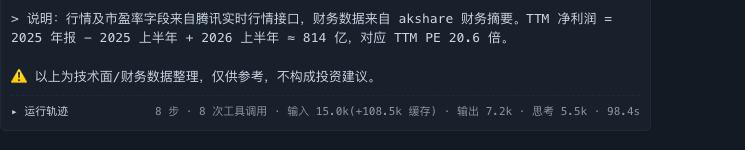 > 说明：行情及市盈率字段来自腾讯实时行情接口，财务数据来自 akshare 财务摘要。TTM 净利润 =
2025 年报 − 2025 上半年 + 2026 上半年 ≈ 814 亿，对应 TTM PE 20.6 倍。
⚠️ 以上为技术面/财务数据整理，仅供参考，不构成投资建议。
▸ 运行轨迹 8 步 · 8 次工具调用 · 输入 15.0k(+108.5k 缓存) · 输出 7.2k · 思考 5.5k · 98.4s